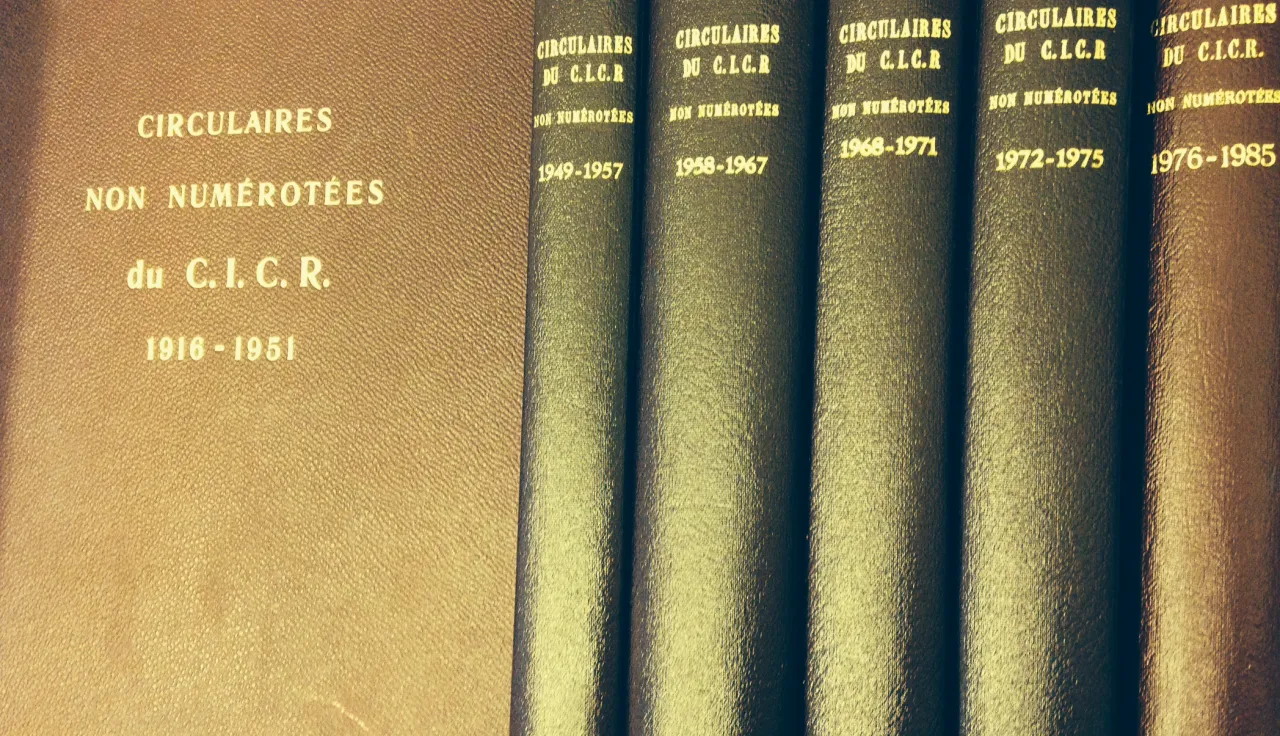 CIRCULAIRES
NON NUMÉROTÉES
du C.I.C.R.
1916-1951
CIRCULAIRES
DU C.I.C.R
NON NUMÉROTÉES
1949-1957
CIRCULAIRES
DU C.I.C.R
NON NUMÉROTÉES
1958-1967
CIRCULAIRES
DU C.I.C.R
NON NUMÉROTÉES
1968-1971
CIRCULAIRES
DU C.I.C.R
NON NUMÉROTÉES
1972-1975
CIRCULAIRES
DU C.I.C.R.
NON NUMÉROTÉES
1976-1985